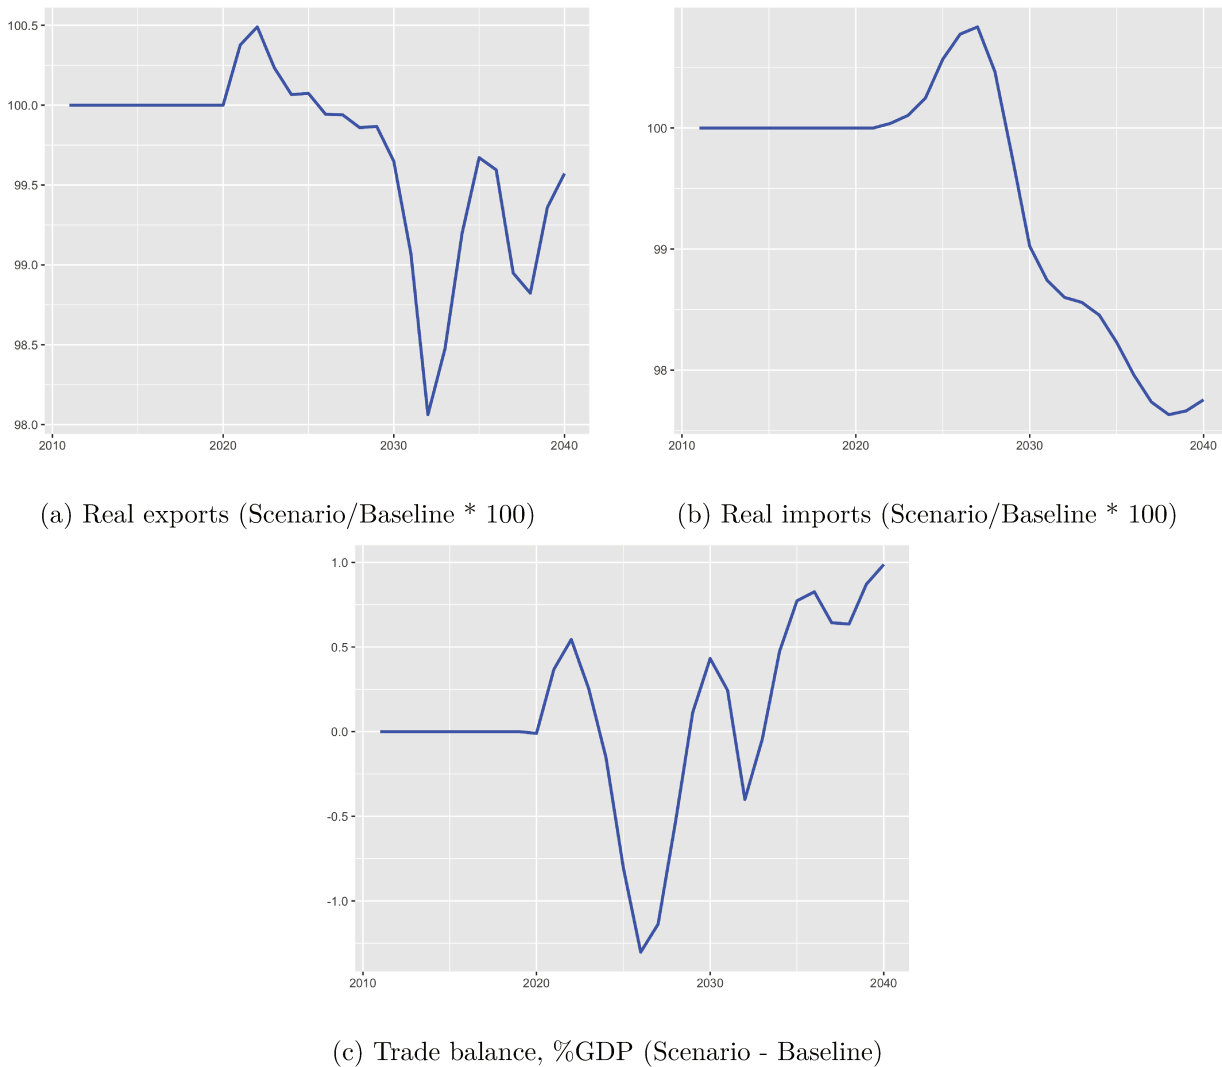 100.5
100.0
99.5
99.0
98.5
98.0
2010 2020 2030 2040
(a) Real exports (Scenario/Baseline * 100)
100
99
98
2010 2020 2030 2040
(b) Real imports (Scenario/Baseline * 100)
1.0
0.5
0.0
-0.5
-1.0
2010 2020 2030 2040
(c) Trade balance, %GDP (Scenario - Baseline)